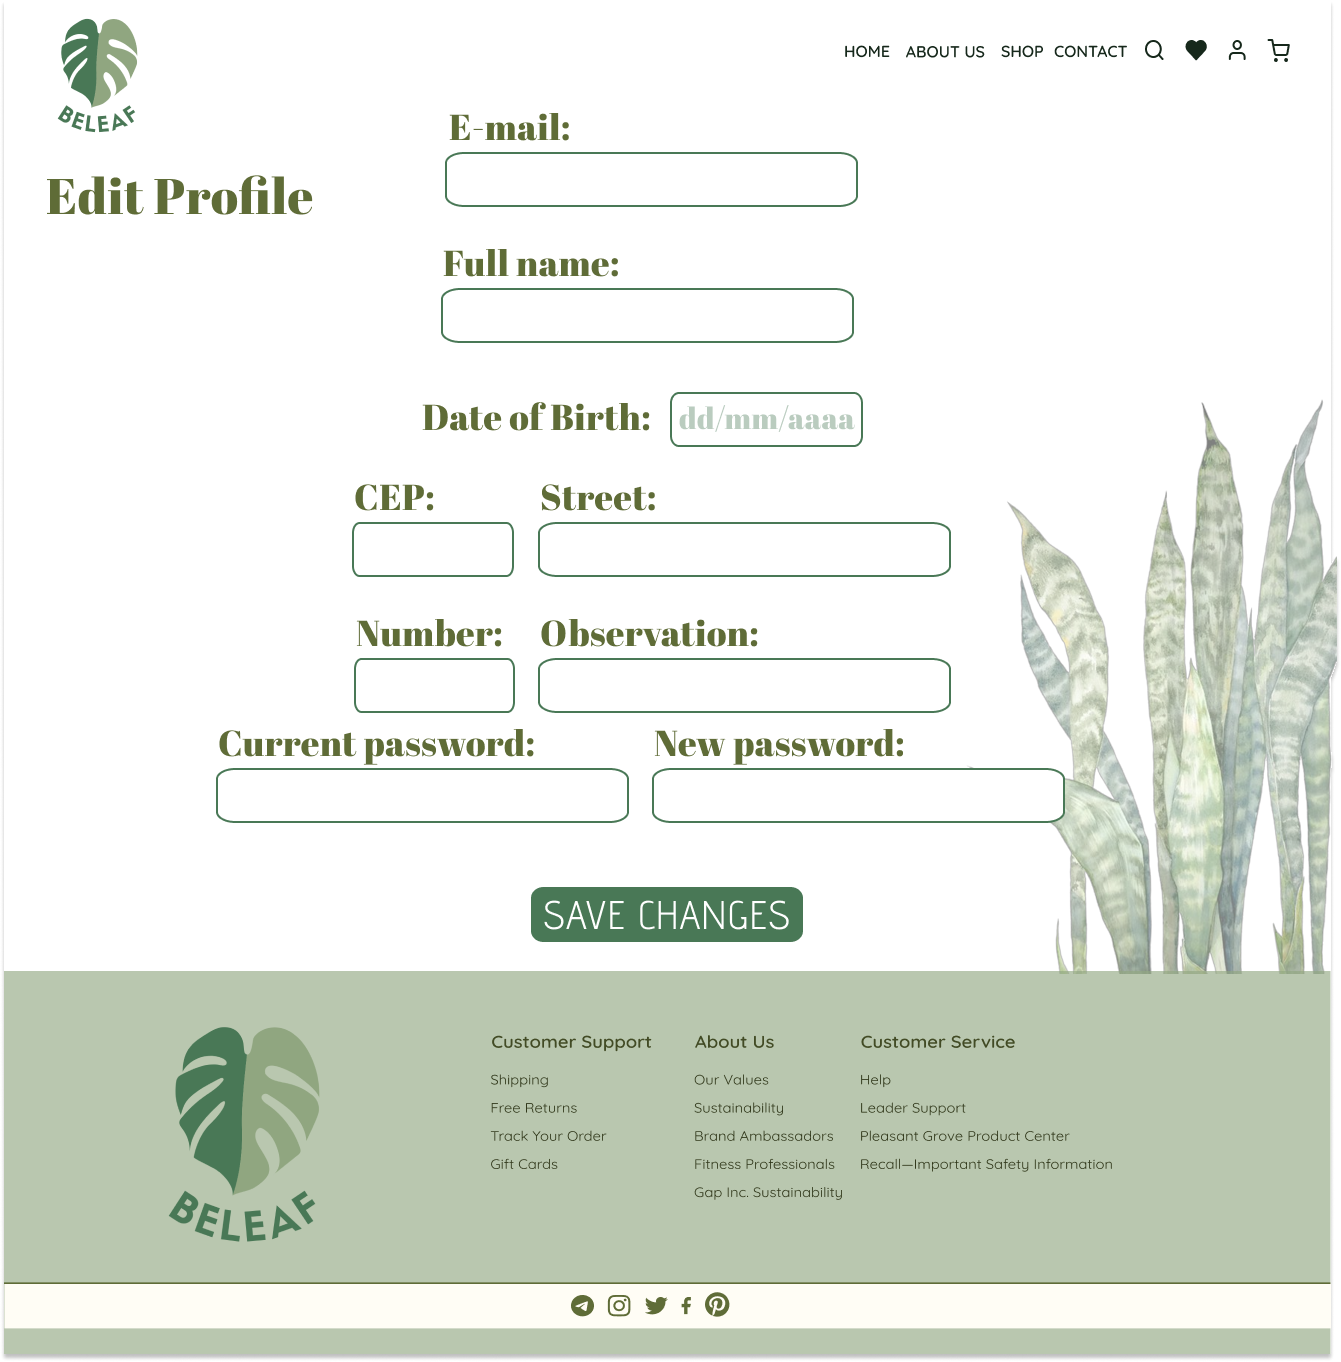 BELEAF
HOME ABOUT US SHOP CONTACT
E-mail:
Edit Profile
Full name:
Date of Birth: dd/mm/aaaa
CEP: Street:
Number: Observation:
Current password: New password:
SAVE CHANGES
BELEAF
Customer Support
Shipping
Free Returns
Track Your Order
Gift Cards
About Us
Our Values
Sustainability
Brand Ambassadors
Fitness Professionals
Gap Inc. Sustainability
Customer Service
Help
Leader Support
Pleasant Grove Product Center
Recall—Important Safety Information